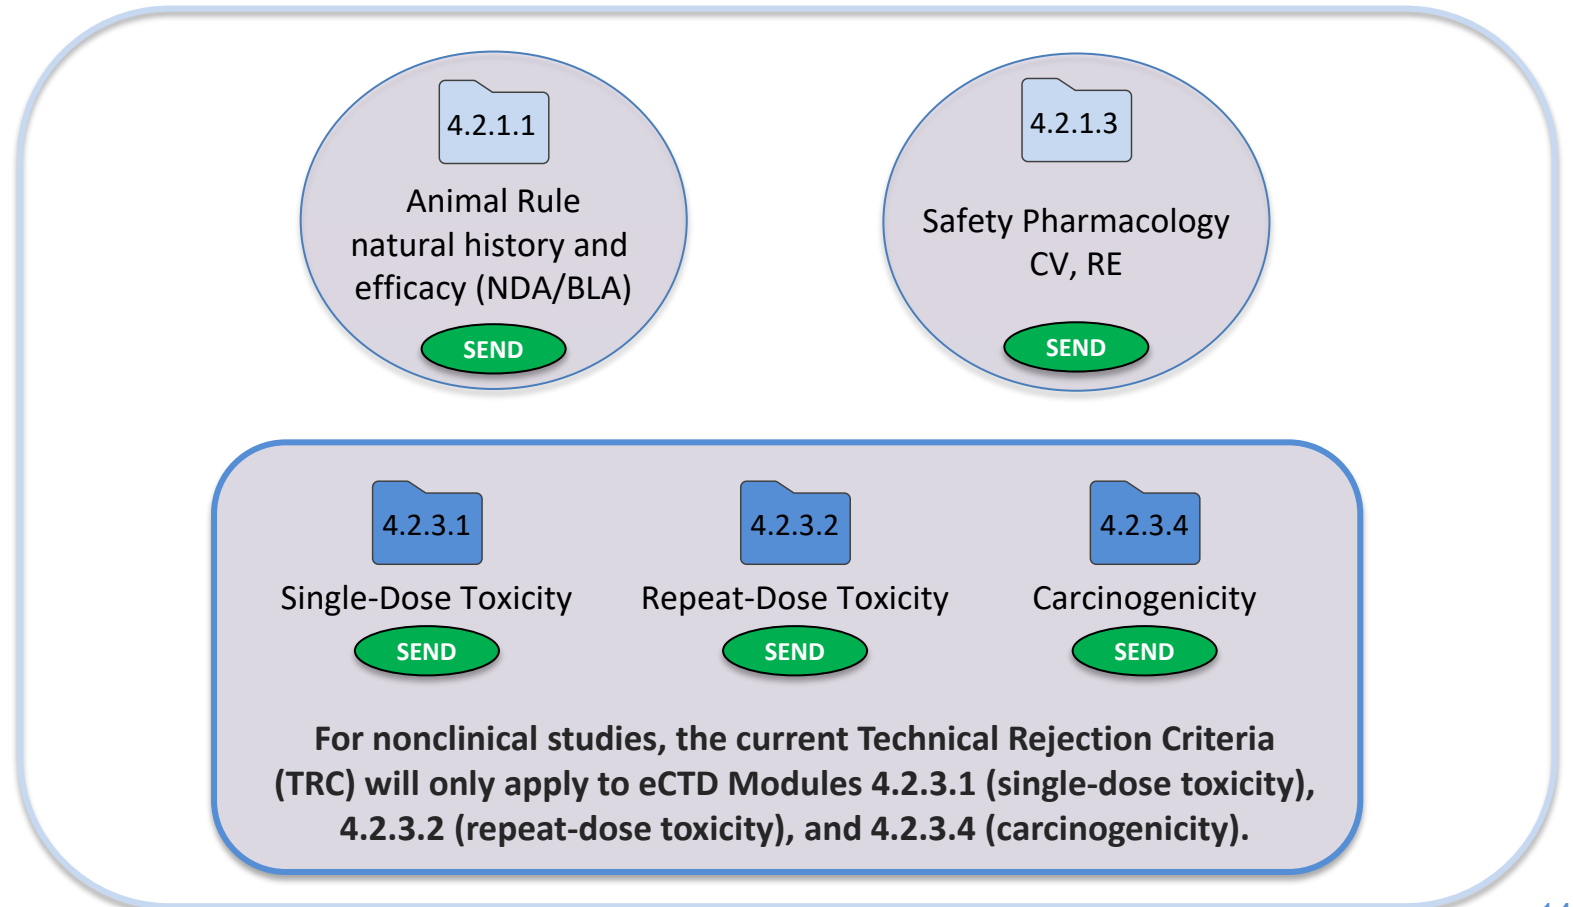 4.2.1.1
Animal Rule
natural history and
efficacy (NDA/BLA)
SEND
4.2.1.3
Safety Pharmacology
CV, RE
SEND
4.2.3.1
Single-Dose Toxicity
SEND
4.2.3.2
Repeat-Dose Toxicity
SEND
4.2.3.4
Carcinogenicity
SEND
For nonclinical studies, the current Technical Rejection Criteria
(TRC) will only apply to eCTD Modules 4.2.3.1 (single-dose toxicity),
4.2.3.2 (repeat-dose toxicity), and 4.2.3.4 (carcinogenicity).